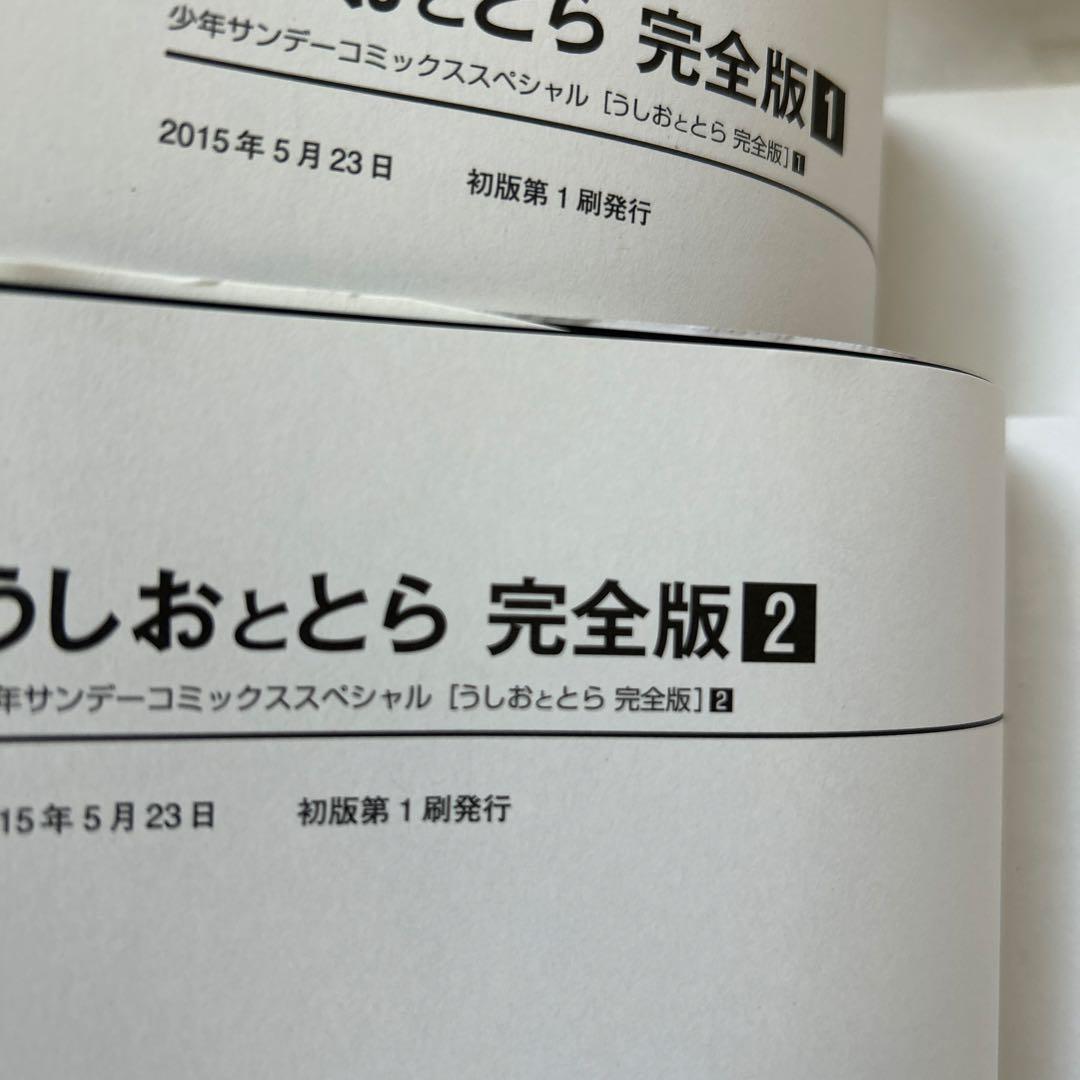 おととら 完全版 1
少年サンデーコミックススペシャル [うしおととら 完全版] 1
2015年5月23日 初版第1刷発行
うしおととら 完全版 2
年サンデーコミックススペシャル [うしおととら 完全版] 2
15年5月23日 初版第1刷発行